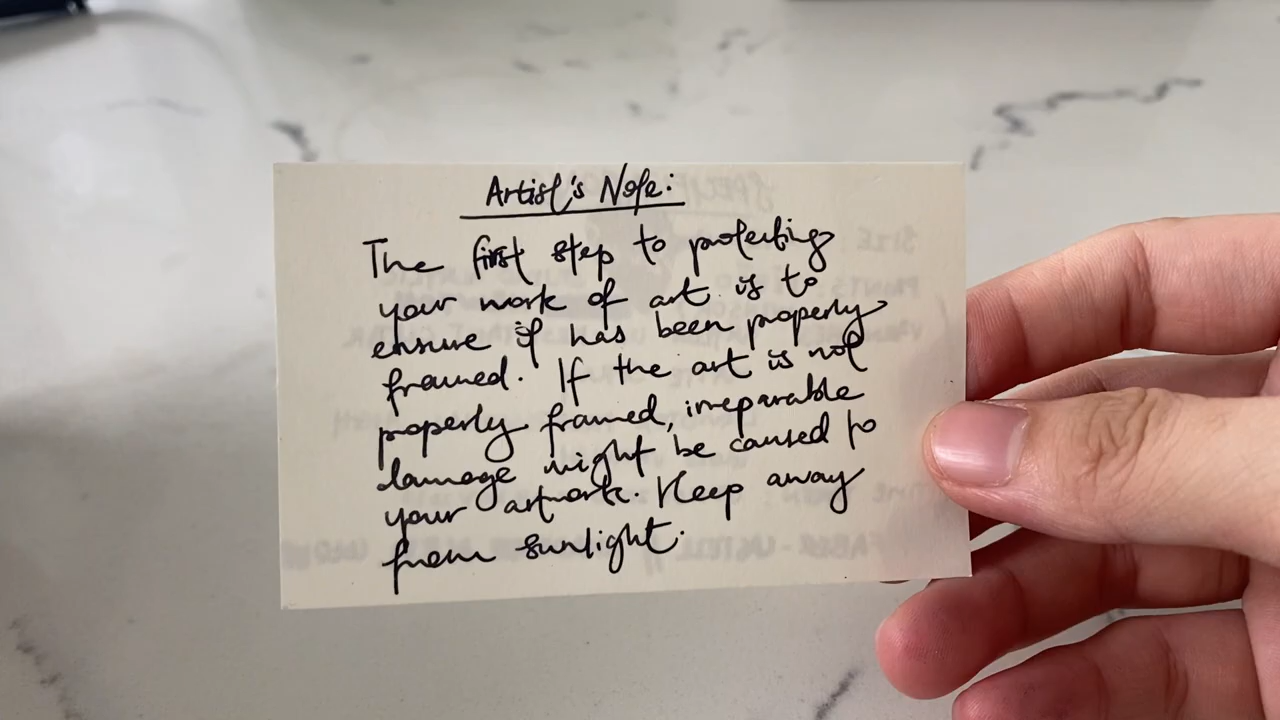 Artist's Note:
The first step to protecting
your work of art is to
ensure it has been properly
framed. If the art is not
properly framed, irreparable
damage might be caused to
your artwork. Keep away
from sunlight.